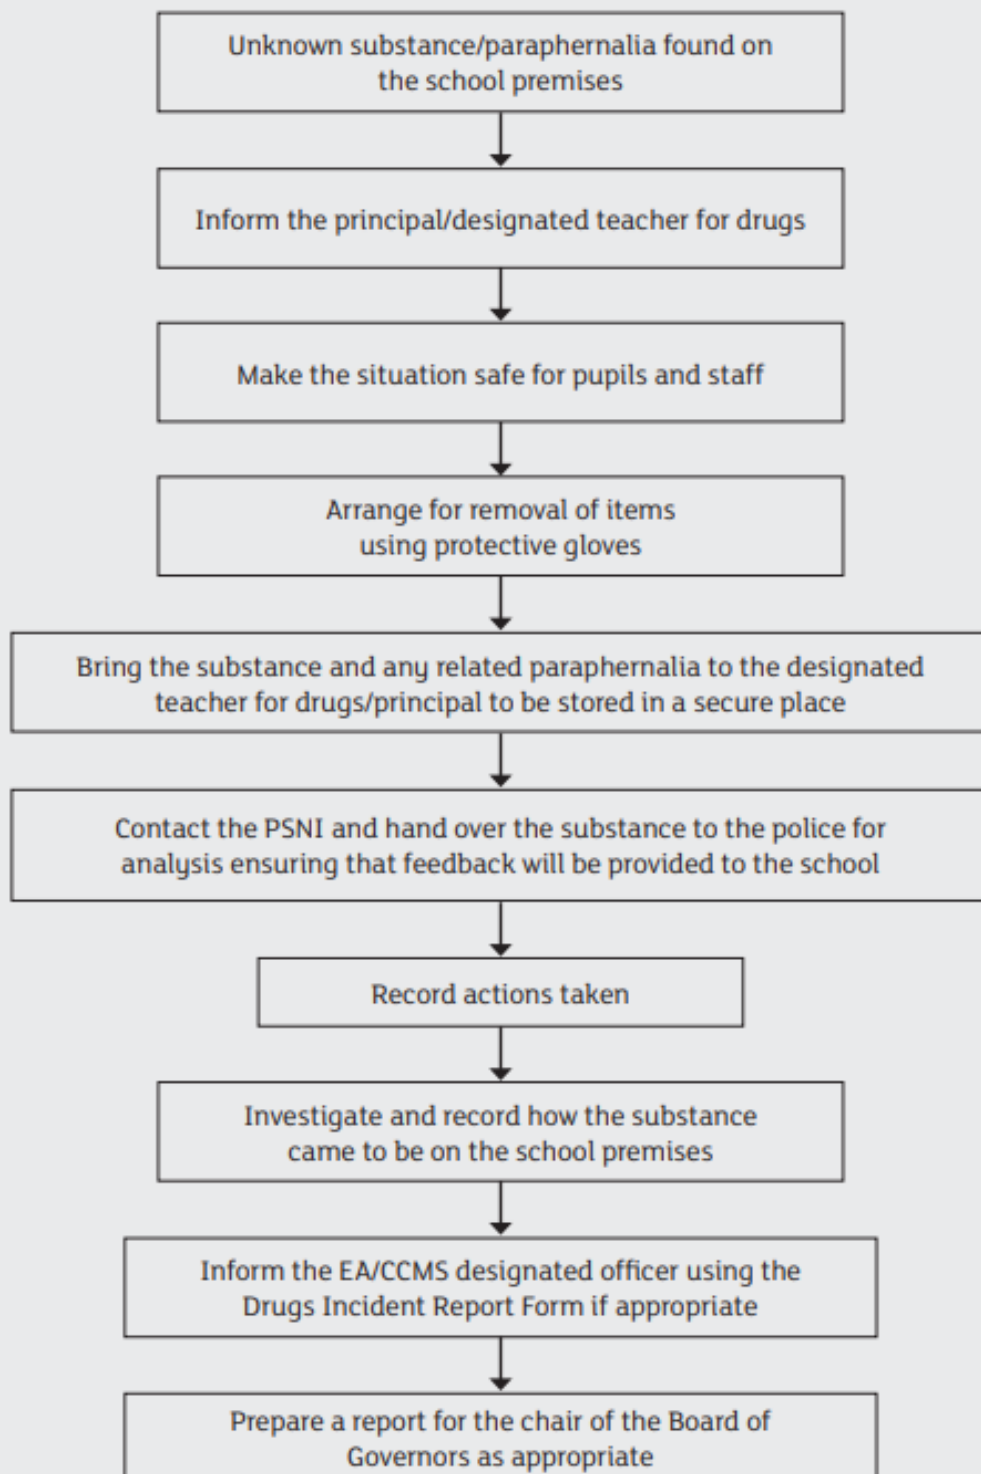 Unknown substance/paraphernalia found on
the school premises
Inform the principal/designated teacher for drugs
Make the situation safe for pupils and staff
Arrange for removal of items
using protective gloves
Bring the substance and any related paraphernalia to the designated
teacher for drugs/principal to be stored in a secure place
Contact the PSNI and hand over the substance to the police for
analysis ensuring that feedback will be provided to the school
Record actions taken
Investigate and record how the substance
came to be on the school premises
Inform the EA/CCMS designated officer using the
Drugs Incident Report Form if appropriate
Prepare a report for the chair of the Board of
Governors as appropriate